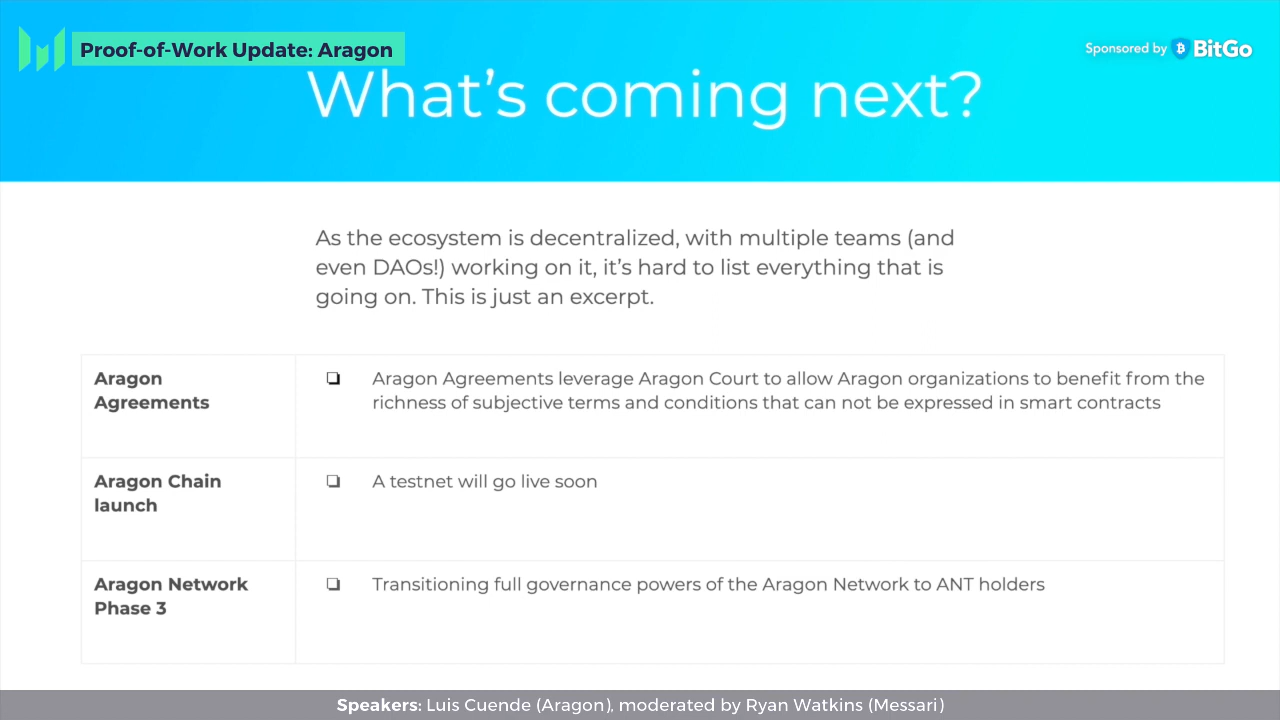 Proof-of-Work Update: Aragon
Sponsored by BitGo
What's coming next?
As the ecosystem is decentralized, with multiple teams (and
even DAOs!) working on it, it's hard to list everything that is
going on. This is just an excerpt.
Aragon
Agreements
❏ Aragon Agreements leverage Aragon Court to allow Aragon organizations to benefit from the
richness of subjective terms and conditions that can not be expressed in smart contracts
Aragon Chain
launch
❏ A testnet will go live soon
Aragon Network
Phase 3
❏ Transitioning full governance powers of the Aragon Network to ANT holders
Speakers: Luis Cuende (Aragon), moderated by Ryan Watkins (Messari)